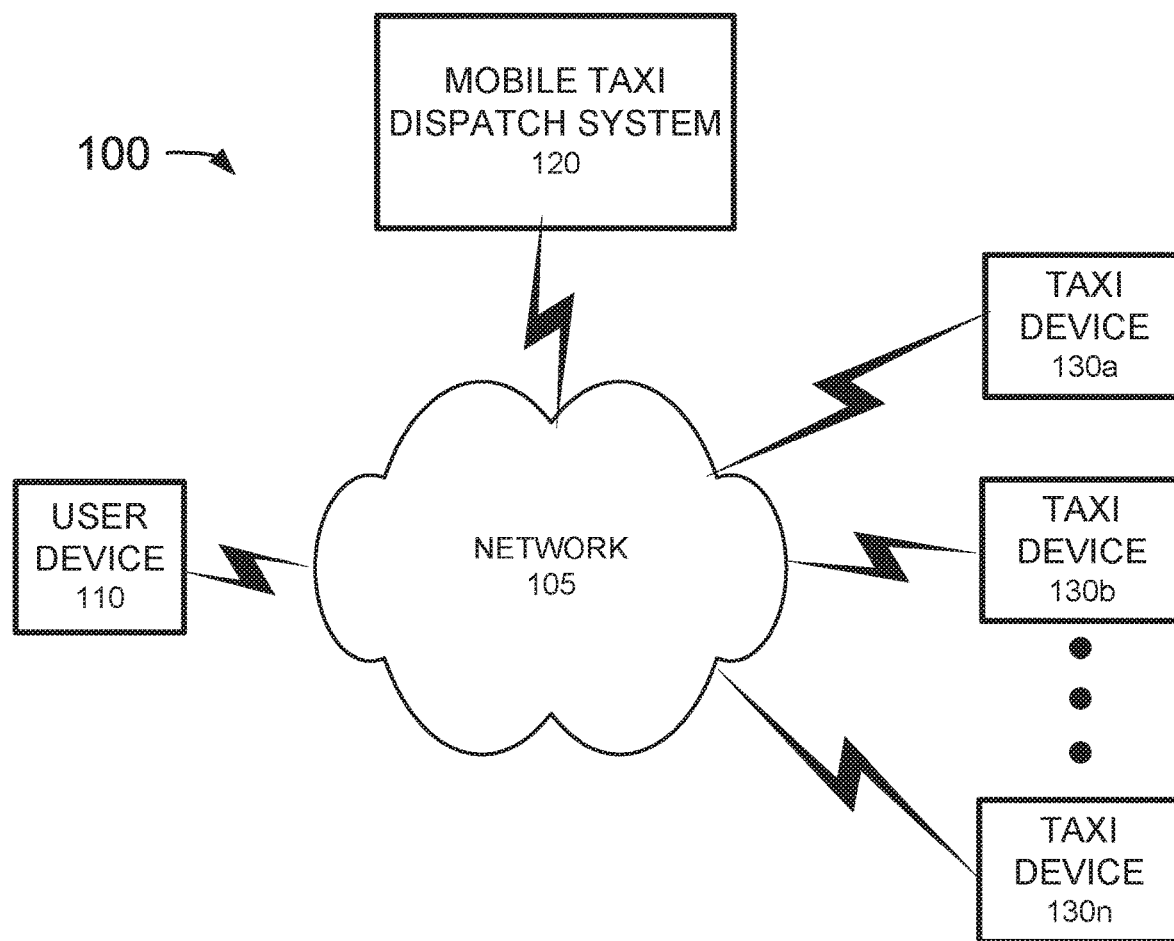 MOBILE TAXI
DISPATCH SYSTEM
120
100
TAXI
DEVICE
130a
USER
DEVICE
110
NETWORK
105
TAXI
DEVICE
130b
TAXI
DEVICE
130n